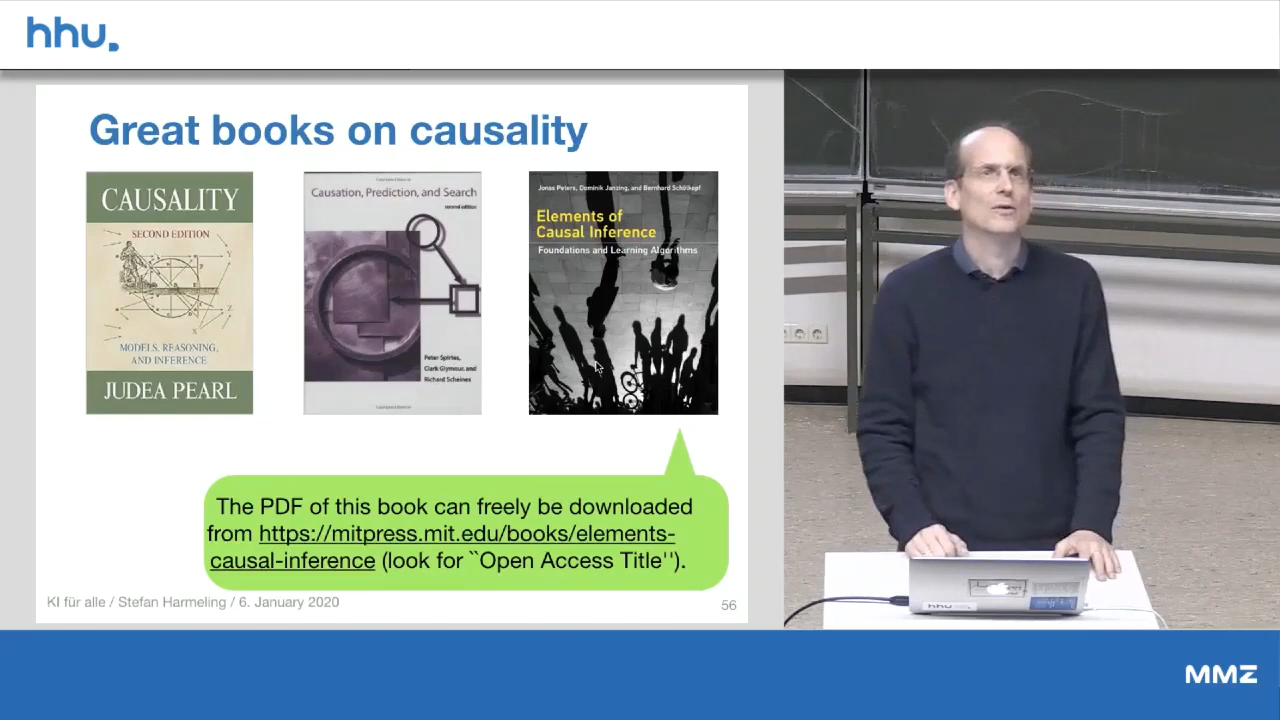 hhu.
Great books on causality
CAUSALITY
SECOND EDITION
MODELS, REASONING,
AND INFERENCE
JUDEA PEARL
Causation, Prediction, and Search
second edition
Peter Spirtes,
Clark Glymour, and
Richard Scheines
Jonas Peters, Dominik Janzing, and Bernhard Schölkopf
Elements of
Causal Inference
Foundations and Learning Algorithms
The PDF of this book can freely be downloaded
from https://mitpress.mit.edu/books/elements-
causal-inference (look for ``Open Access Title'').
KI für alle / Stefan Harmeling / 6. January 2020
56
hhu
MMZ